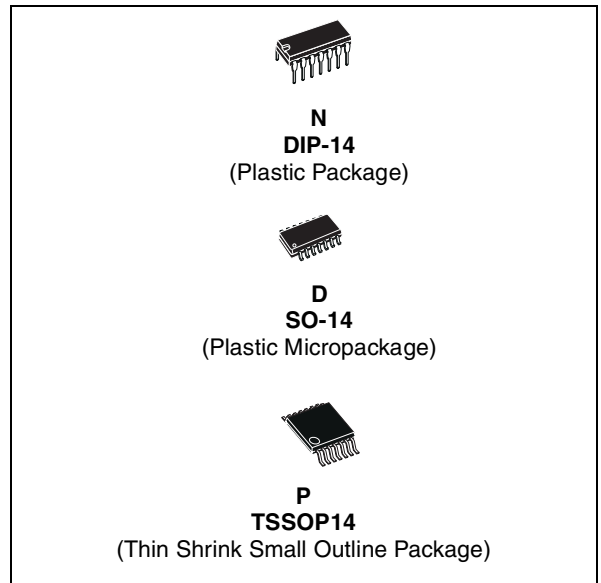 N
DIP-14
(Plastic Package)
D
SO-14
(Plastic Micropackage)
P
TSSOP14
(Thin Shrink Small Outline Package)